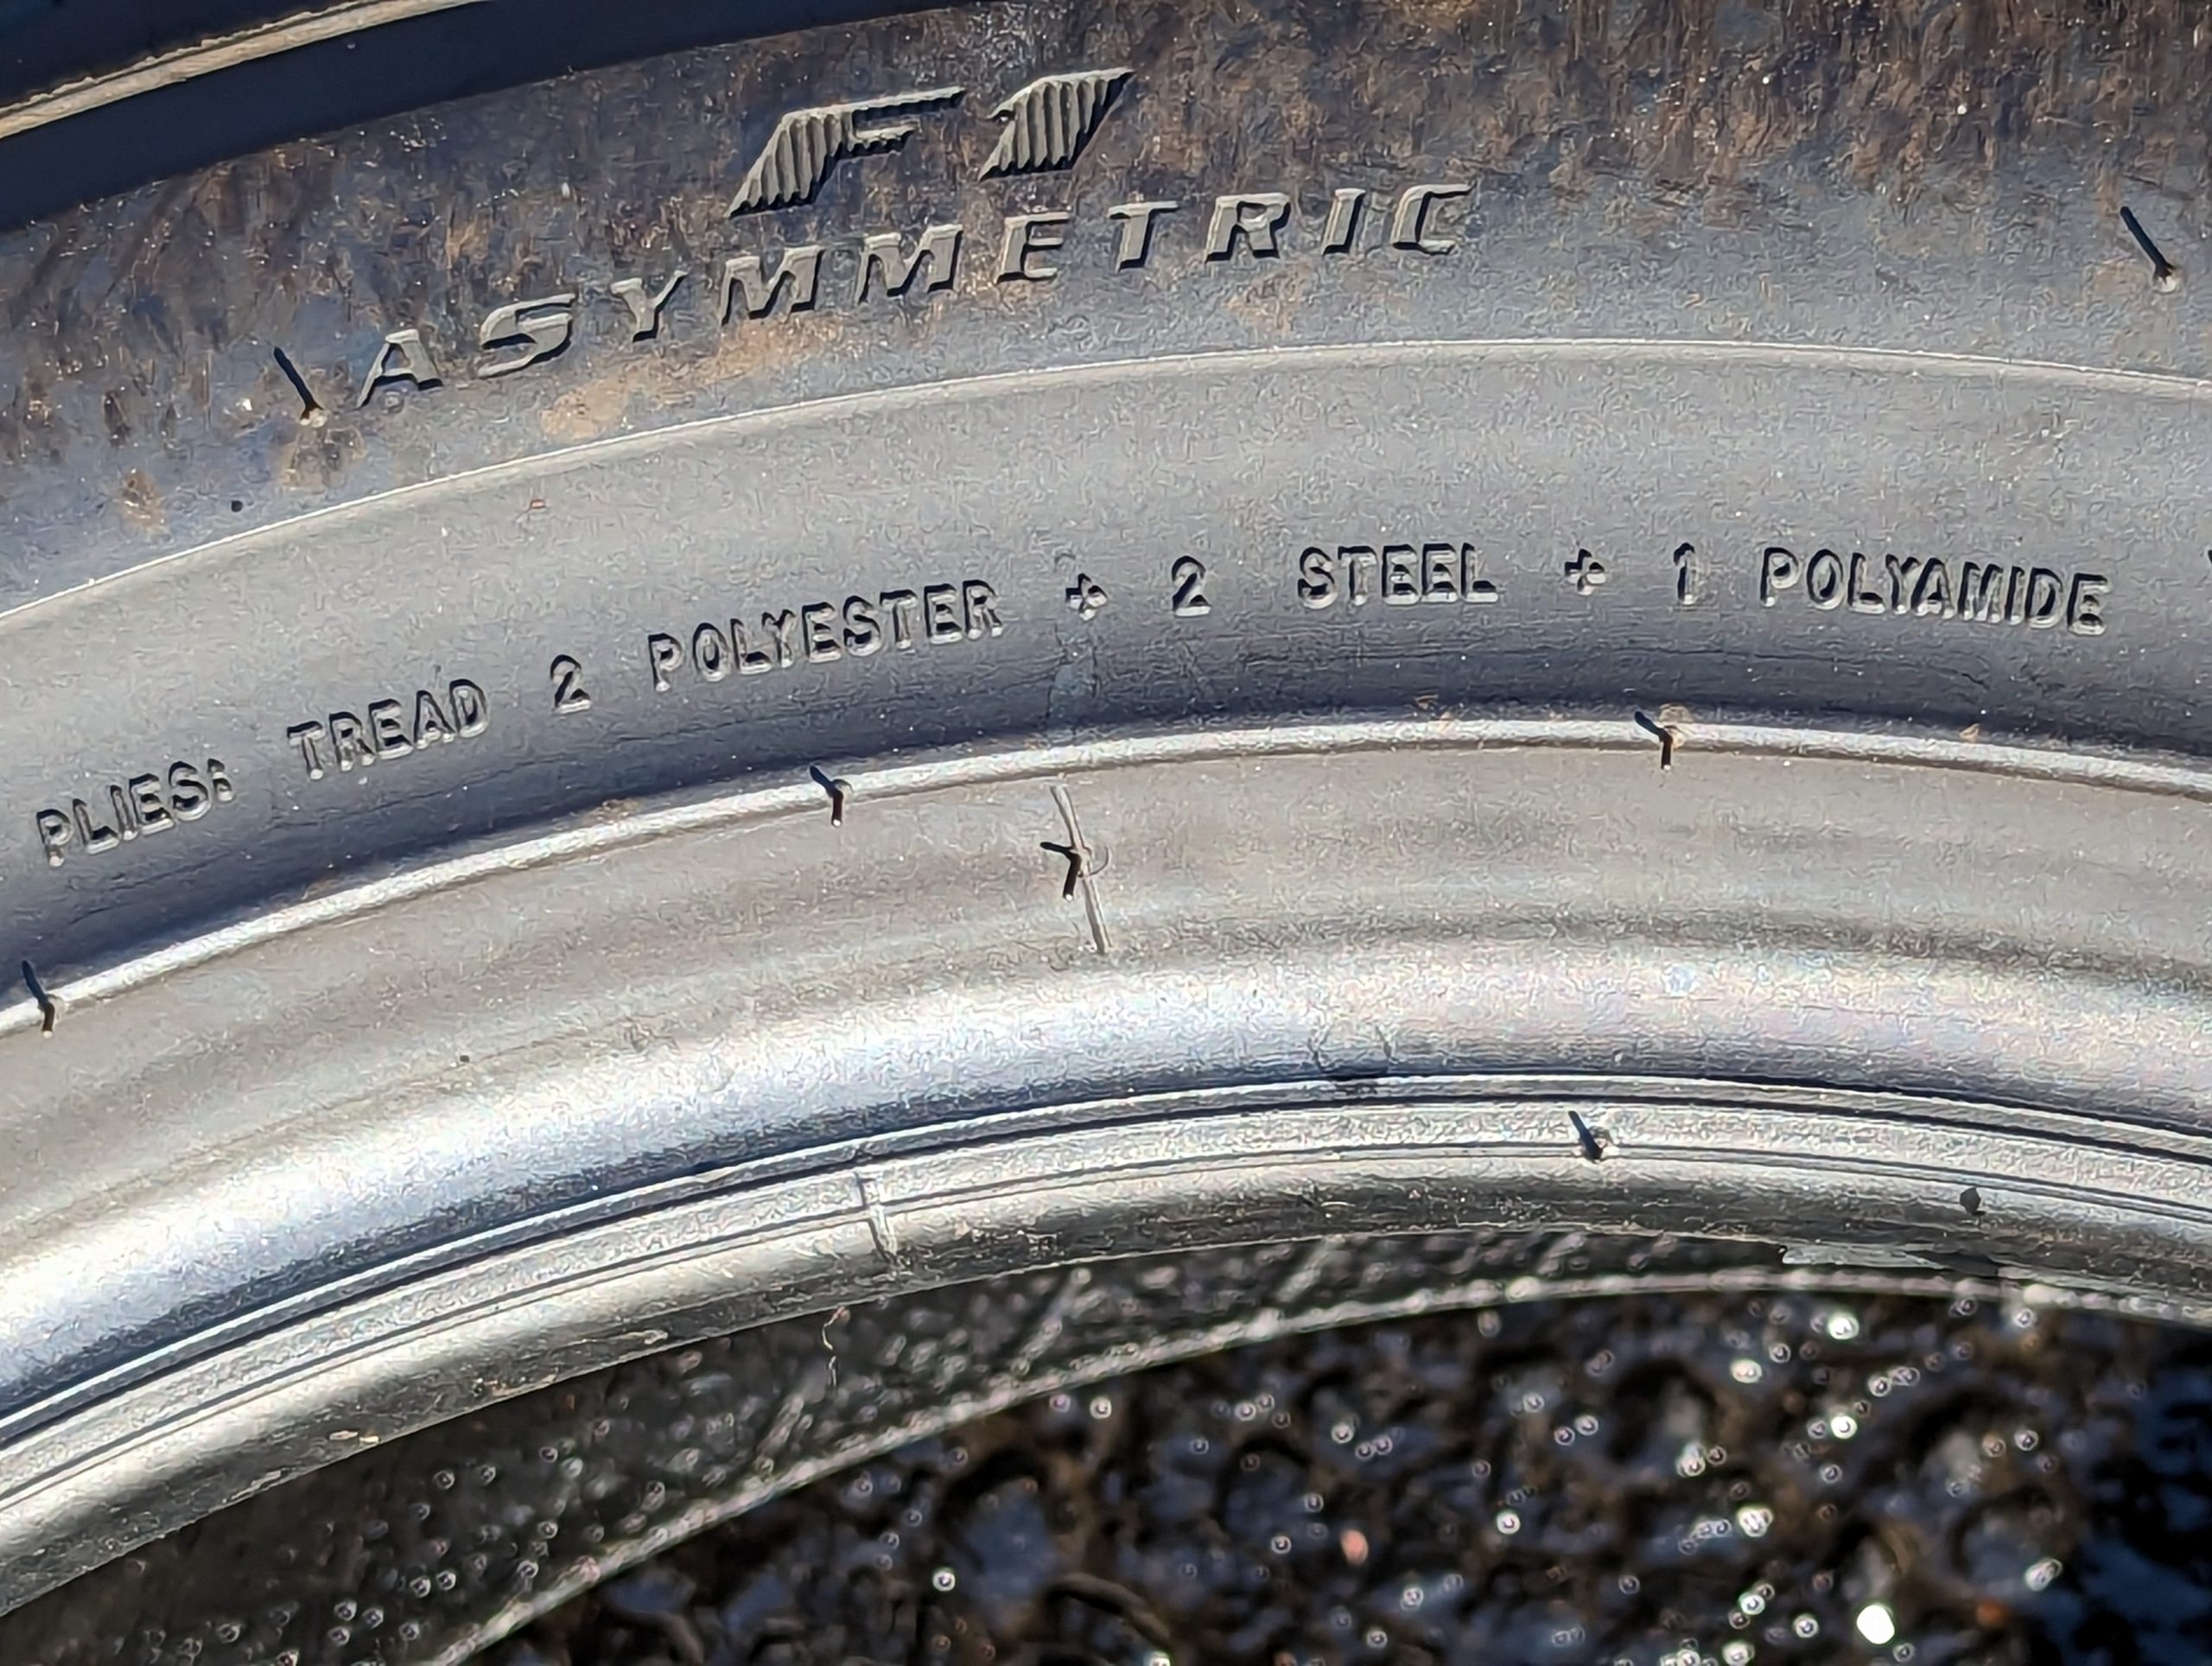 F1
ASYMMETRIC
PLIES: TREAD 2 POLYESTER + 2 STEEL + 1 POLYAMIDE